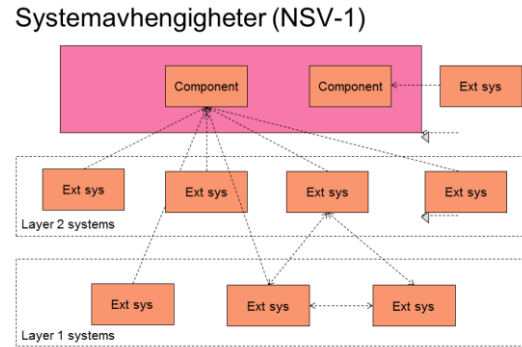 Systemavhengigheter (NSV-1)
Component
Component
Ext sys
Ext sys
Ext sys
Ext sys
Ext sys
Layer 2 systems
Ext sys
Ext sys
Ext sys
Layer 1 systems